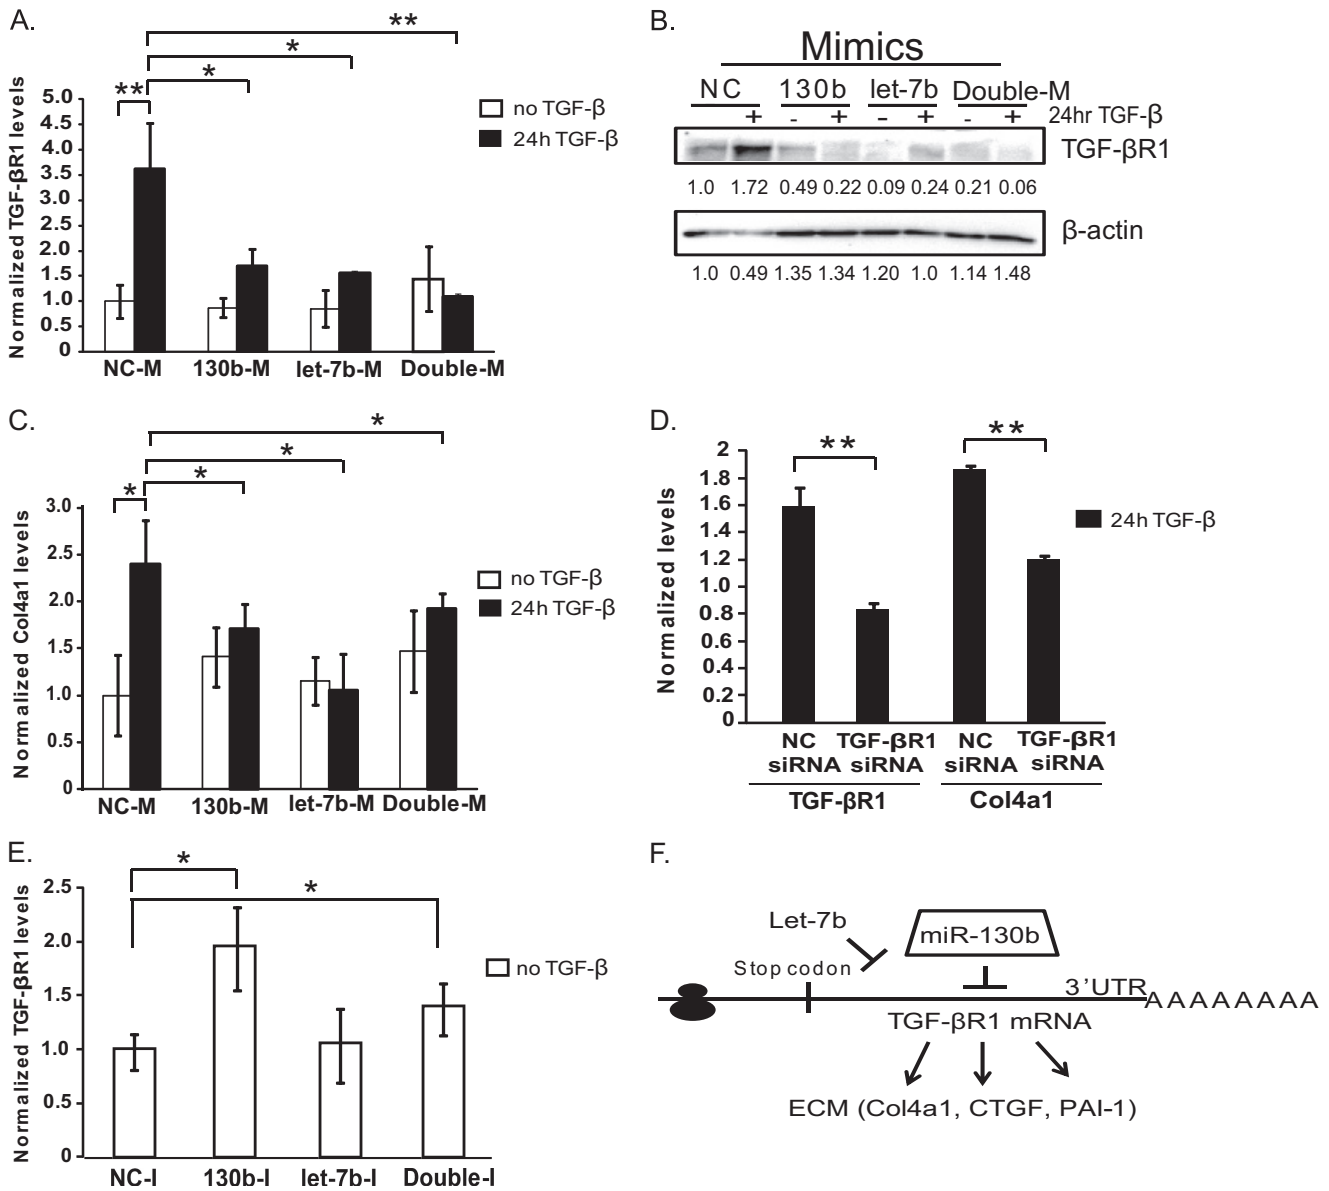 A.
**
*
*
**
Normalized TGF-βR1 levels
5.0
4.5
4.0
3.5
3.0
2.5
2.0
1.5
1.0
0.5
0
no TGF-β
24h TGF-β
NC-M 130b-M let-7b-M Double-M
B.
Mimics
NC 130b let-7b Double-M
+ - + - + - + 24hr TGF-β
TGF-βR1
1.0 1.72 0.49 0.22 0.09 0.24 0.21 0.06
β-actin
1.0 0.49 1.35 1.34 1.20 1.0 1.14 1.48
C.
*
*
*
*
Normalized Col4a1 levels
3.0
2.5
2.0
1.5
1.0
0.5
0
no TGF-β
24h TGF-β
NC-M 130b-M let-7b-M Double-M
D.
** **
Normalized levels
2
1.8
1.6
1.4
1.2
1
0.8
0.6
0.4
0.2
0
24h TGF-β
NC TGF-βR1 NC TGF-βR1
siRNA siRNA siRNA siRNA
TGF-βR1 Col4a1
E.
*
*
Normalized TGF-βR1 levels
2.5
2.0
1.5
1.0
0.5
0
no TGF-β
NC-I 130b-I let-7b-I Double-I
F.
Let-7b
miR-130b
Stop codon
3'UTR
AAAAAAAA
TGF-βR1 mRNA
ECM (Col4a1, CTGF, PAI-1)